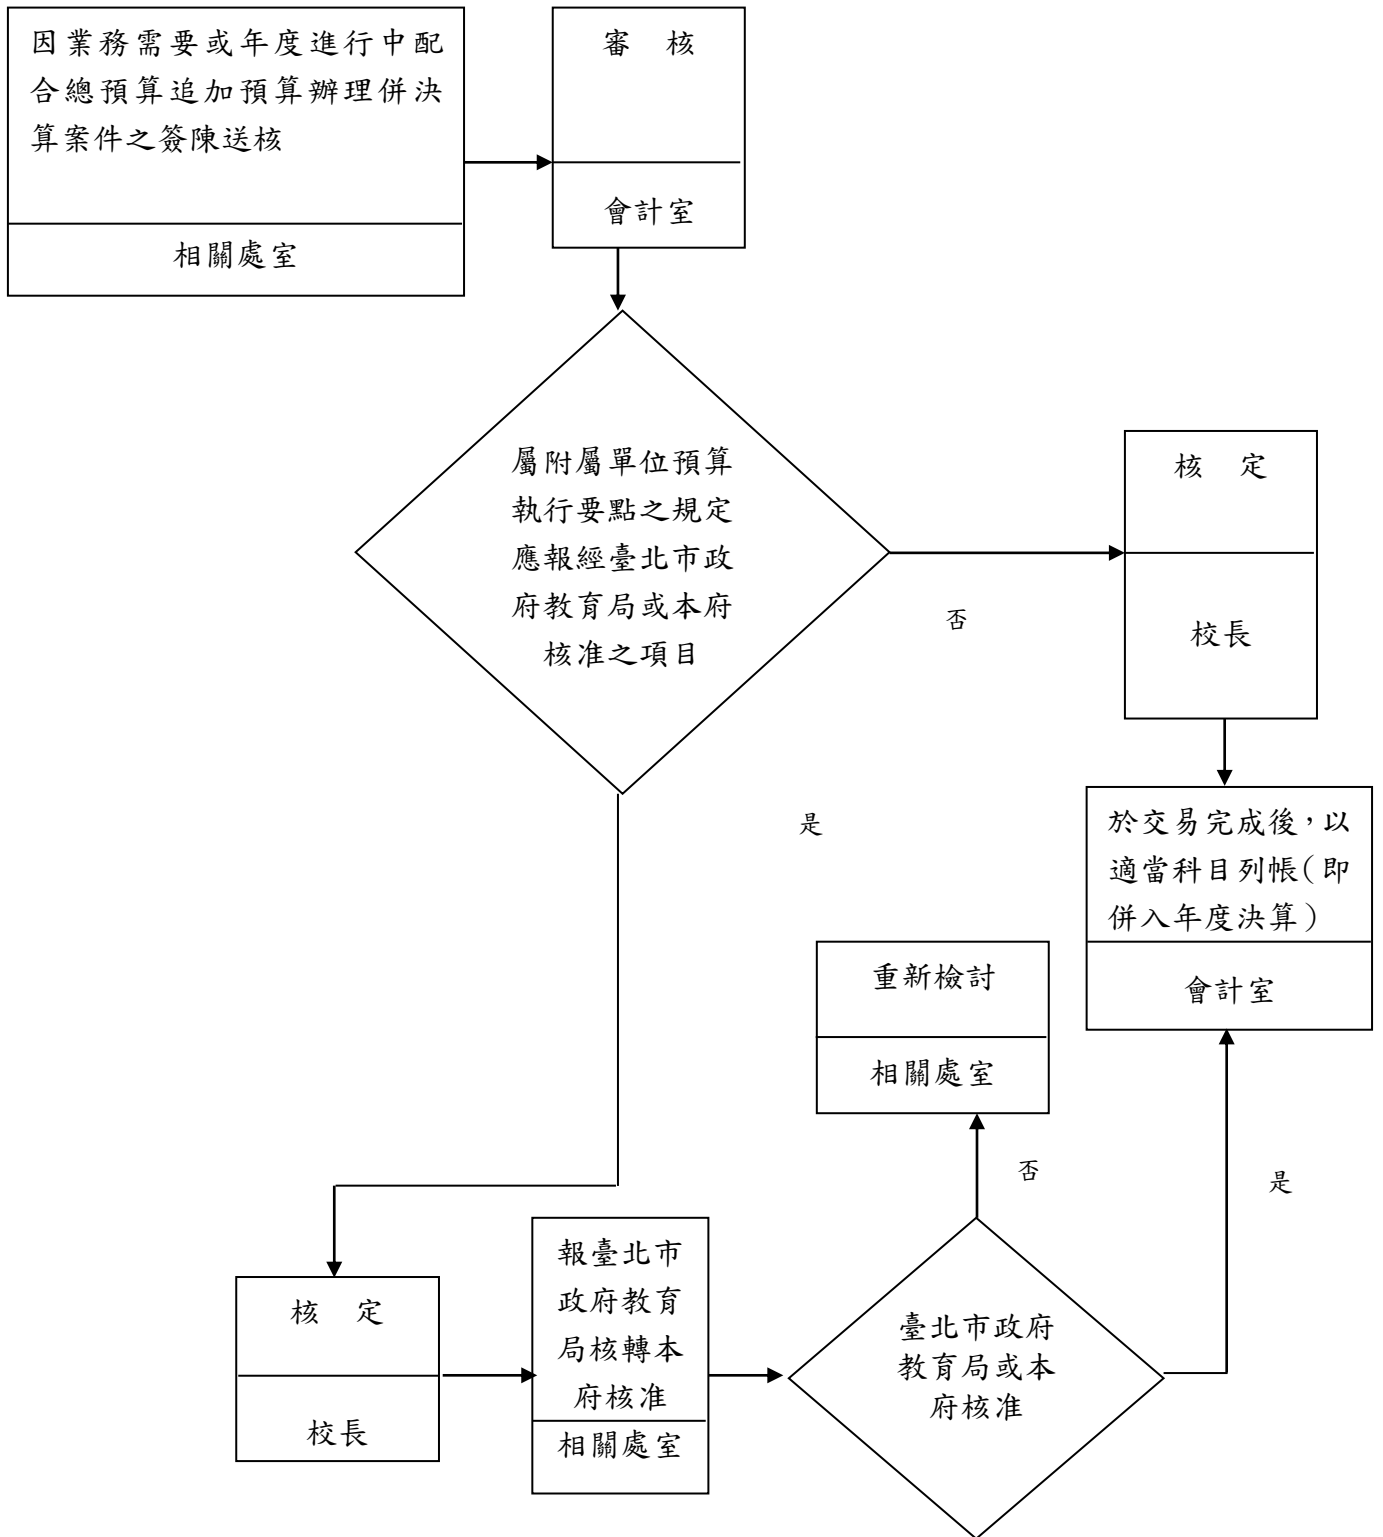 因業務需要或年度進行中配
合總預算追加預算辦理併決
算案件之簽陳送核
相關處室
審 核
會計室
屬附屬單位預算
執行要點之規定
應報經臺北市政
府教育局或本府
核准之項目
否
核 定
校長
是
於交易完成後，以
適當科目列帳（即
併入年度決算）
會計室
重新檢討
相關處室
否
是
核 定
校長
報臺北市
政府教育
局核轉本
府核准
相關處室
臺北市政府
教育局或本
府核准